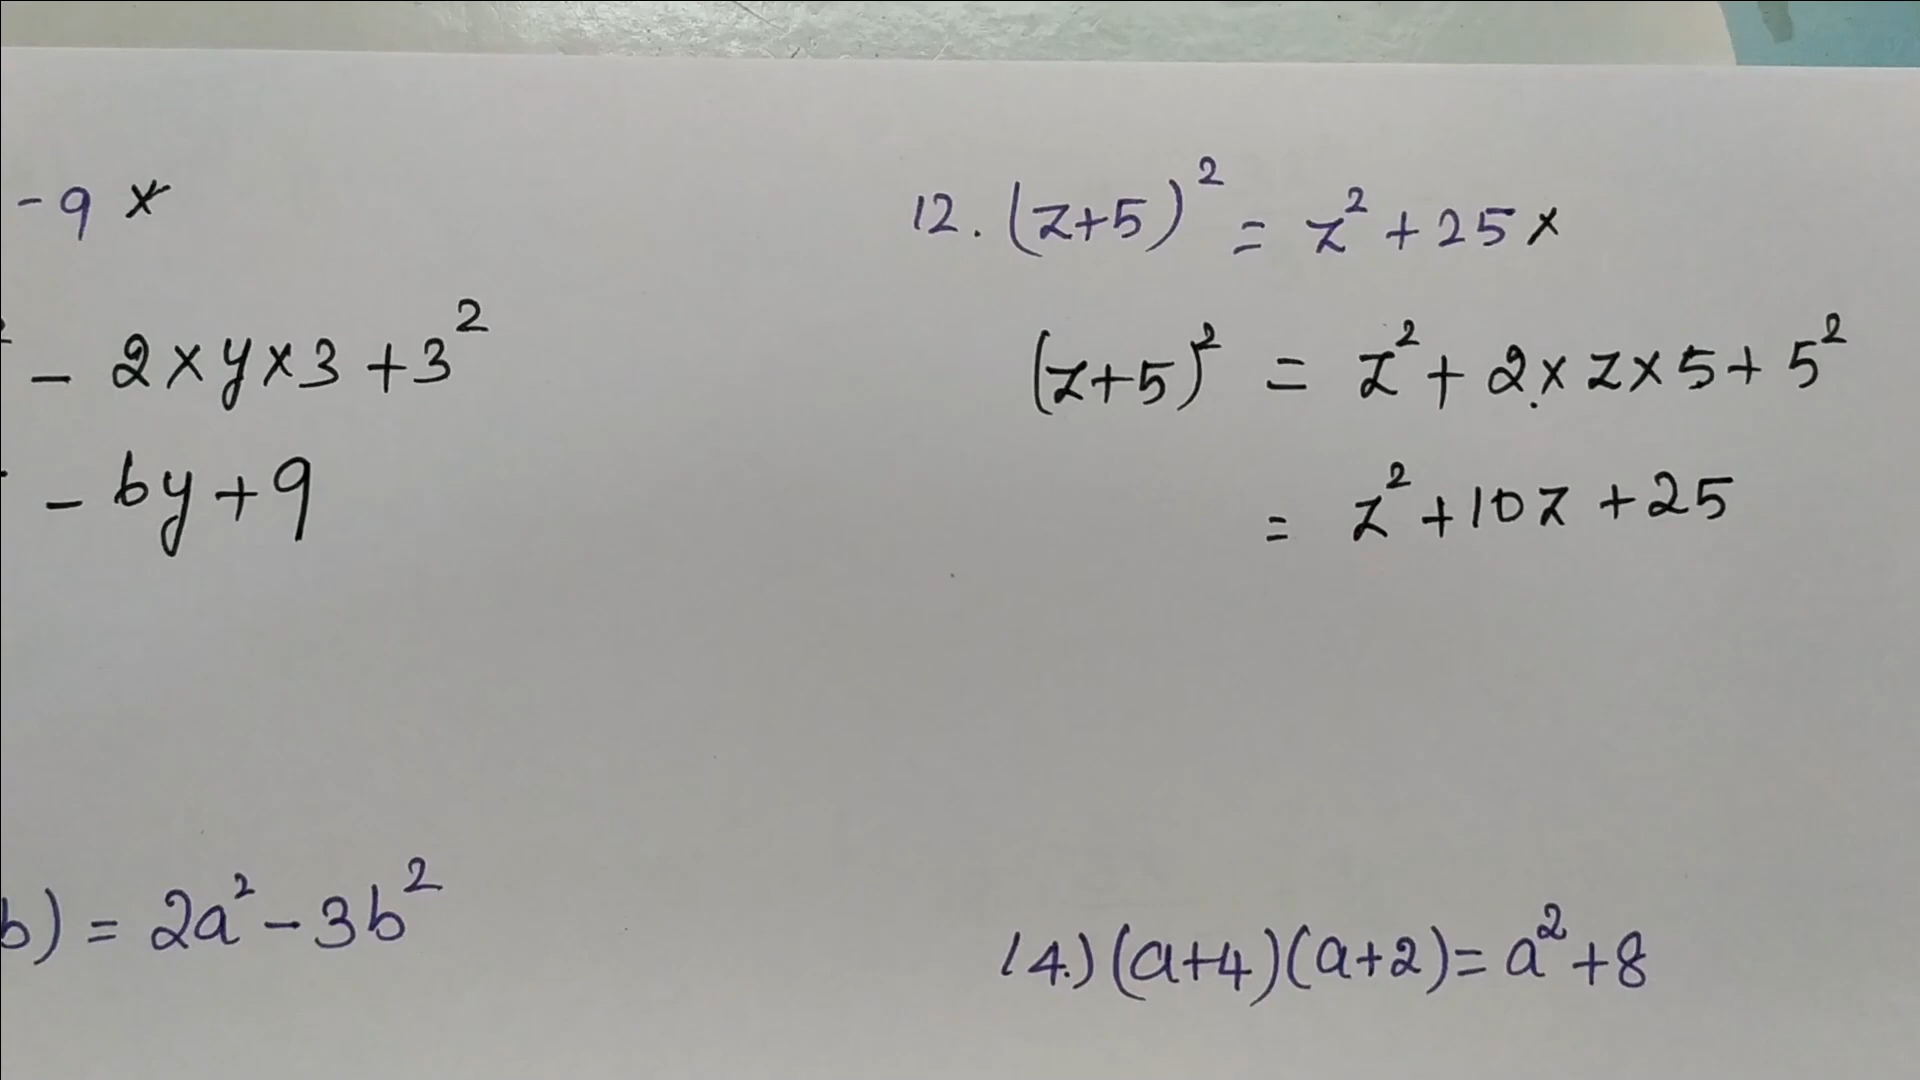 -9 ×
- 2×y×3 +3²
- 6y+9
b) = 2a² - 3b²
12. (z+5)² = z² + 25 ×
(z+5)² = z² + 2×z×5+ 5²
= z² +10z +25
14.) (a+4)(a+2)= a² +8